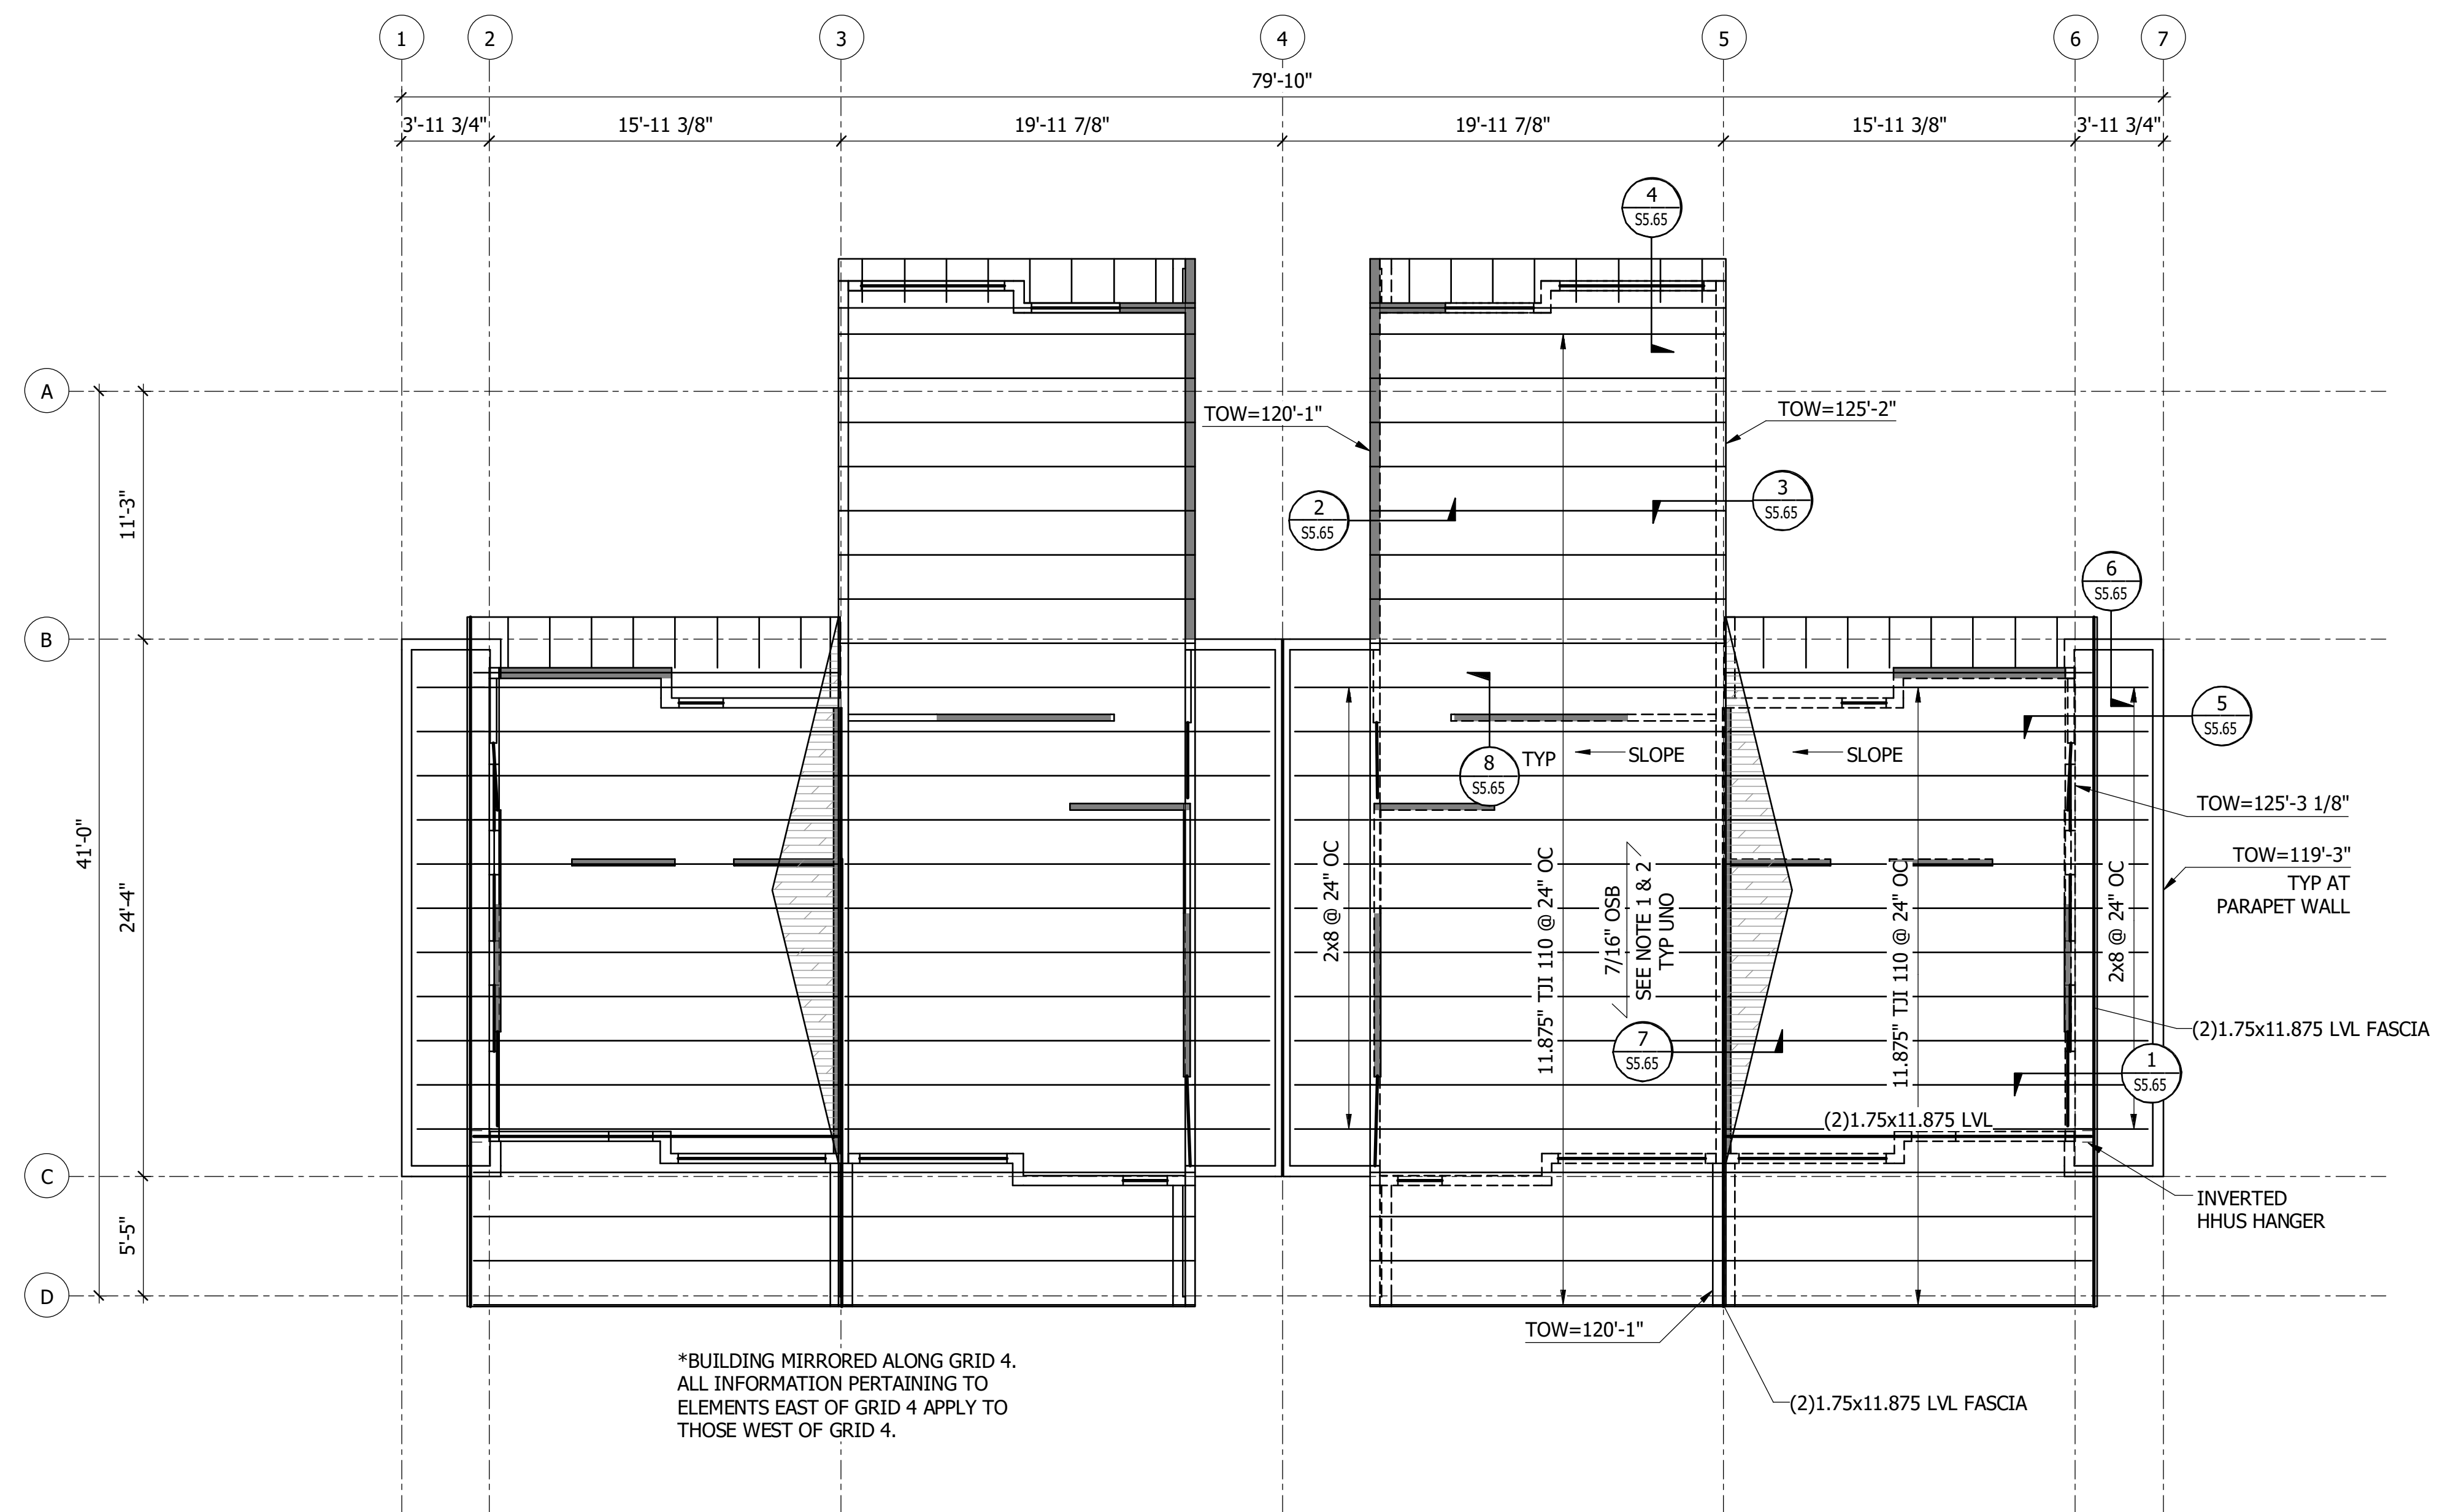 1
2
3
4
5
6
7
79'-10"
3'-11 3/4"
15'-11 3/8"
19'-11 7/8"
19'-11 7/8"
15'-11 3/8"
3'-11 3/4"
4
S5.65
A
TOW=120'-1"
TOW=125'-2"
11'-3"
2
S5.65
3
S5.65
6
S5.65
B
5
S5.65
8
S5.65
TYP
SLOPE
SLOPE
TOW=125'-3 1/8"
41'-0"
24'-4"
2x8 @ 24" OC
11.875" TJI 110 @ 24" OC
7/16" OSB
SEE NOTE 1 & 2
TYP UNO
11.875" TJI 110 @ 24" OC
2x8 @ 24" OC
TOW=119'-3"
TYP AT
PARAPET WALL
(2)1.75x11.875 LVL FASCIA
7
S5.65
1
S5.65
(2)1.75x11.875 LVL
C
INVERTED
HHUS HANGER
5'-5"
D
TOW=120'-1"
(2)1.75x11.875 LVL FASCIA
*BUILDING MIRRORED ALONG GRID 4.
ALL INFORMATION PERTAINING TO
ELEMENTS EAST OF GRID 4 APPLY TO
THOSE WEST OF GRID 4.